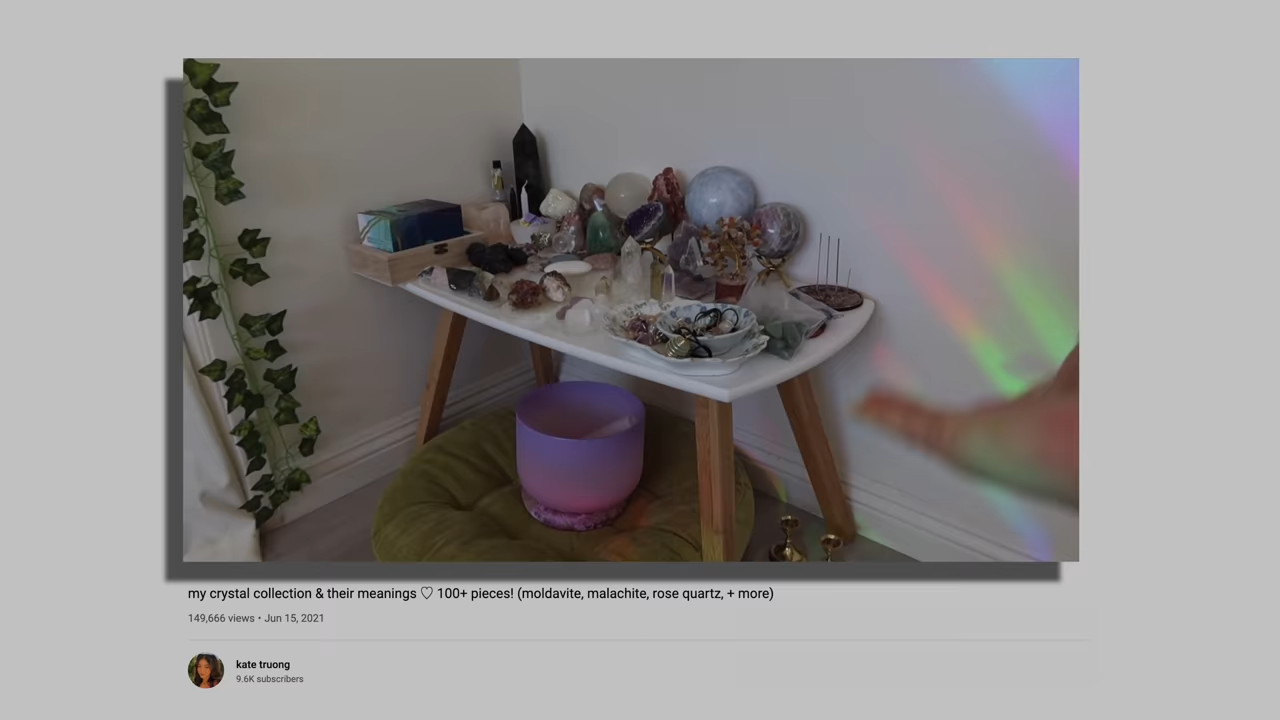 my crystal collection & their meanings ♡ 100+ pieces! (moldavite, malachite, rose quartz, + more)
149,666 views • Jun 15, 2021
kate truong
9.6K subscribers